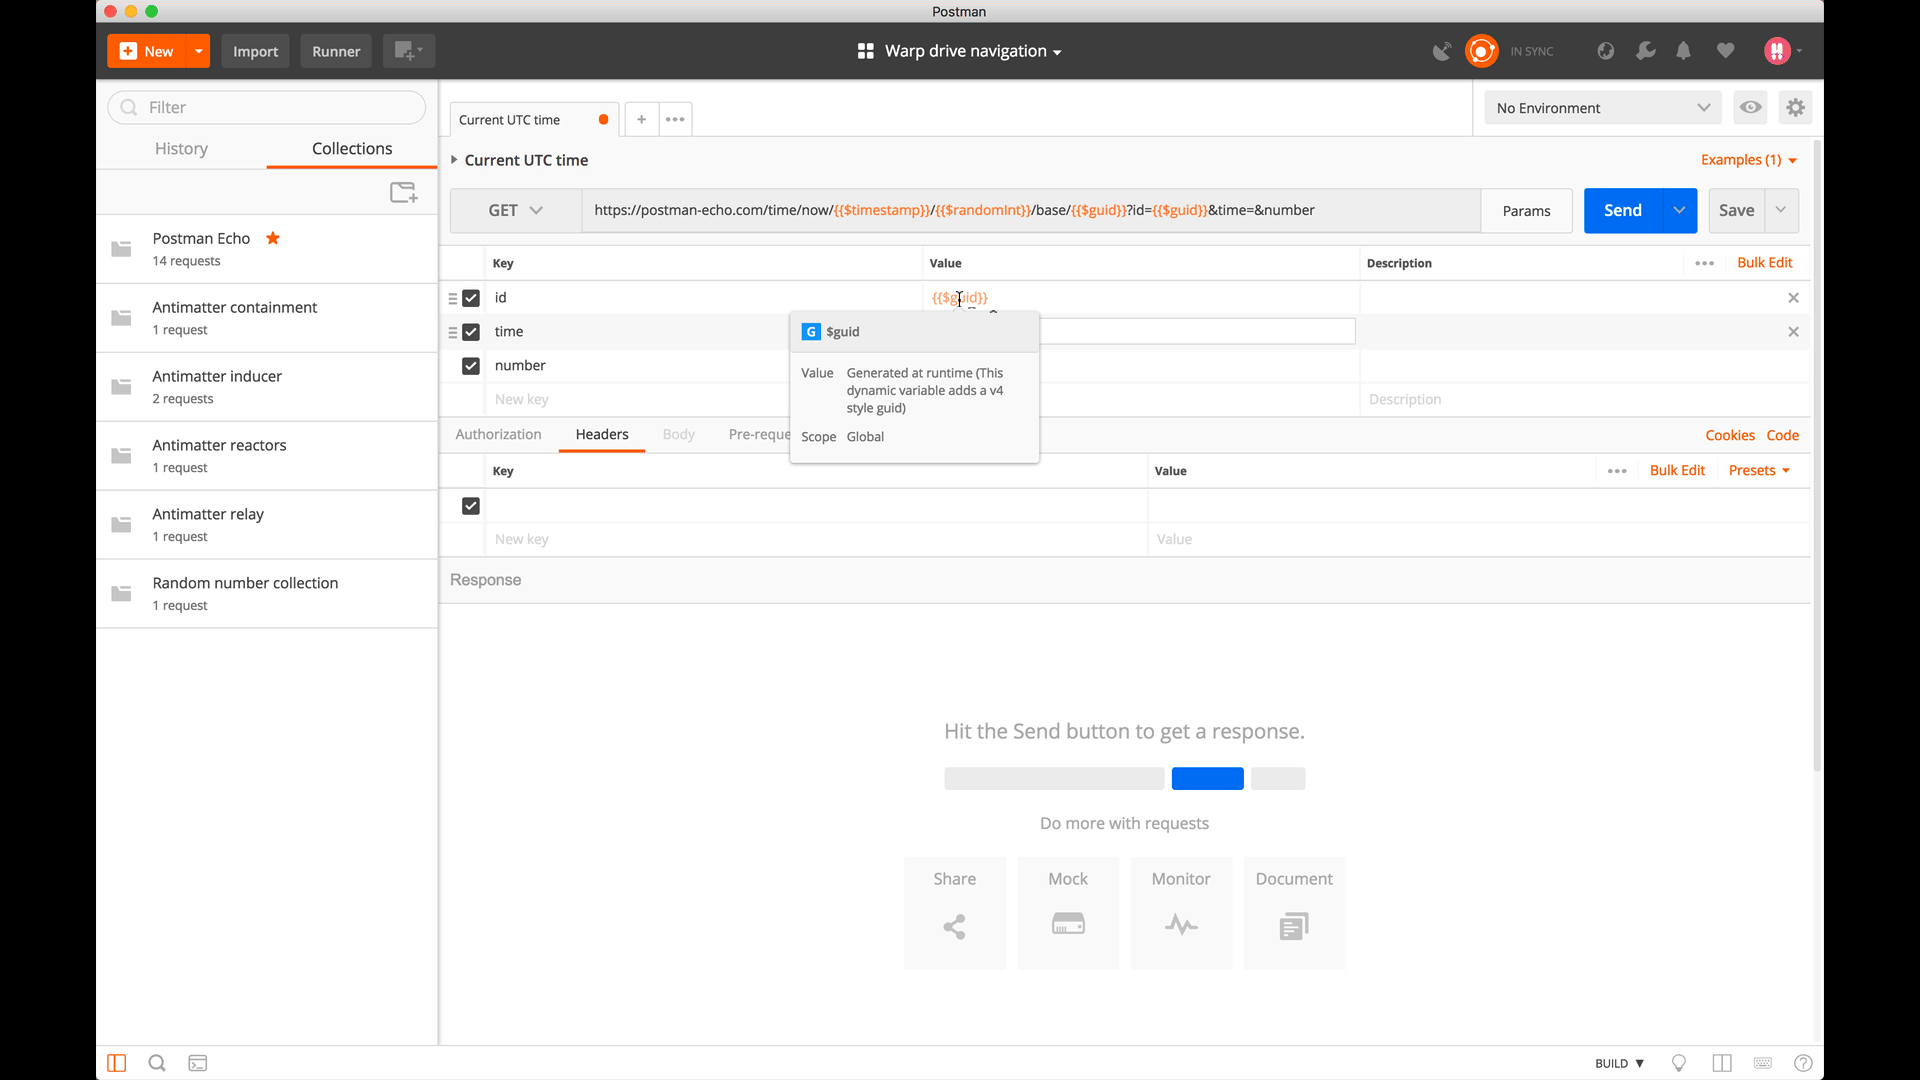 Postman
New
Import
Runner
Warp drive navigation
IN SYNC
Filter
History
Collections
Postman Echo
14 requests
Antimatter containment
1 request
Antimatter inducer
2 requests
Antimatter reactors
1 request
Antimatter relay
1 request
Random number collection
1 request
Current UTC time
+
No Environment
Current UTC time
Examples (1)
GET
https://postman-echo.com/time/now/{{$timestamp}}/{{$randomInt}}/base/{{$guid}}?id={{$guid}}&time=&number
Params
Send
Save
Key
Value
Description
Bulk Edit
id
{{$guid}}
time
number
New key
Description
G $guid
Value Generated at runtime (This
dynamic variable adds a v4
style guid)
Scope Global
Authorization
Headers
Body
Pre-reque
Cookies
Code
Key
Value
Bulk Edit
Presets
New key
Value
Response
Hit the Send button to get a response.
Do more with requests
Share
Mock
Monitor
Document
BUILD